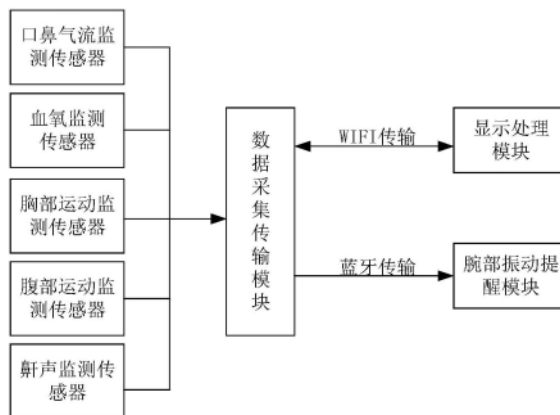 口鼻气流监
测传感器
血氧监测
传感器
胸部运动监
测传感器
腹部运动监
测传感器
鼾声监测传
感器
数据采集传输模块
WIFI传输
蓝牙传输
显示处理
模块
腕部振动提
醒模块